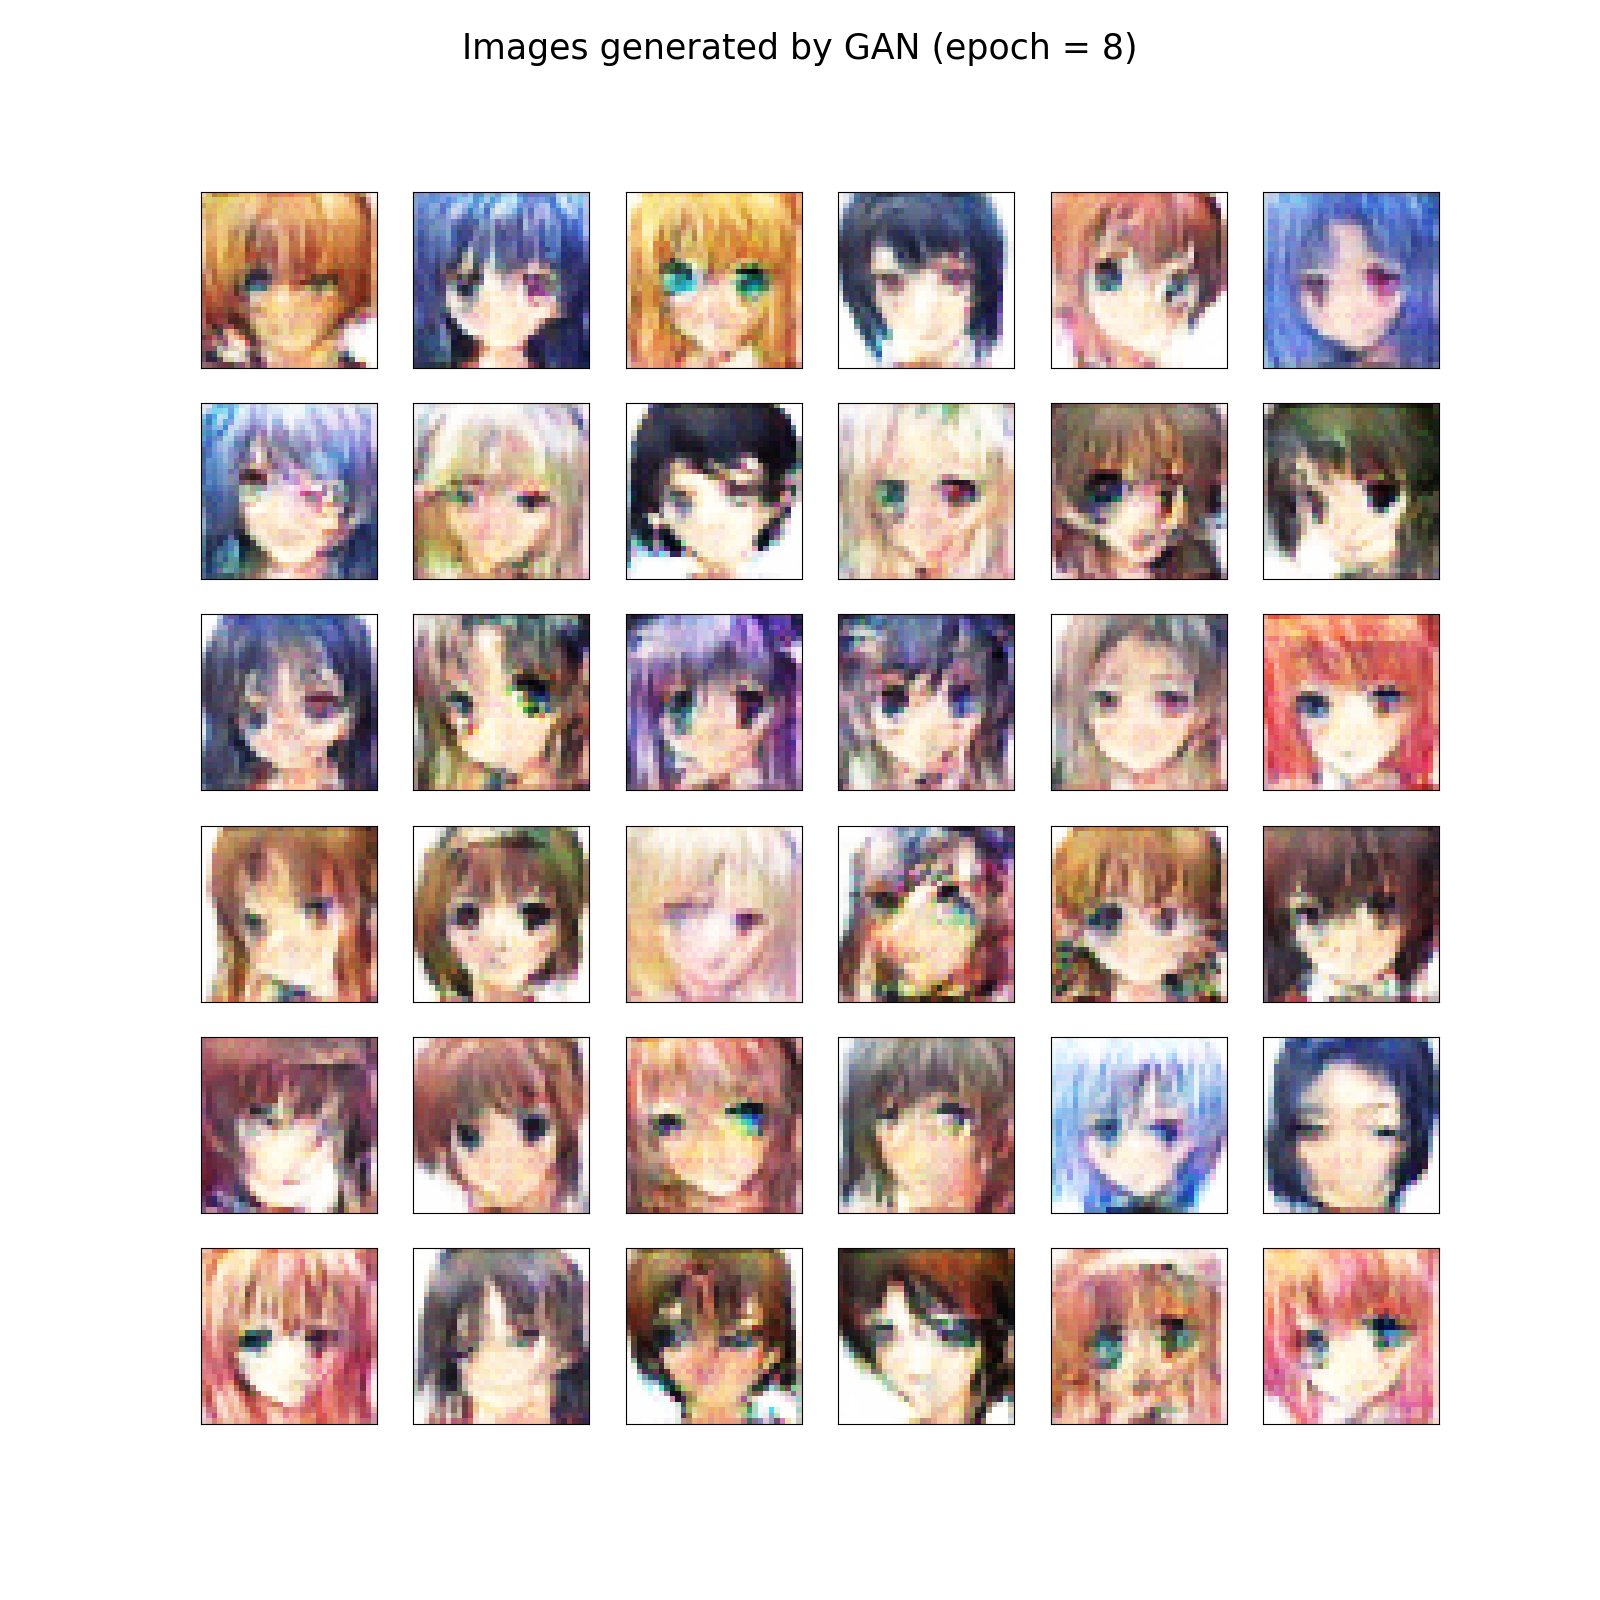 Images generated by GAN (epoch = 8)